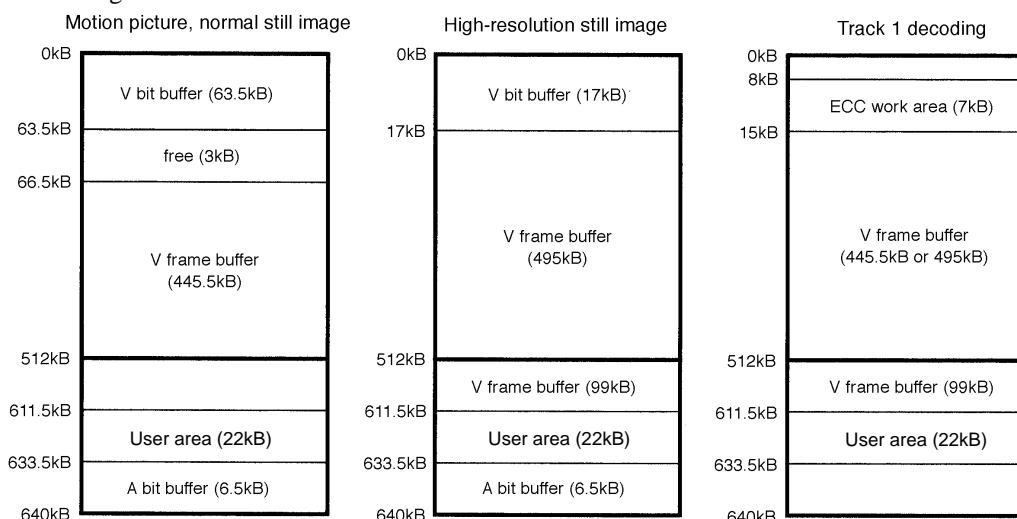 Motion picture, normal still image
0kB
V bit buffer (63.5kB)
63.5kB
free (3kB)
66.5kB
V frame buffer
(445.5kB)
512kB
611.5kB
User area (22kB)
633.5kB
A bit buffer (6.5kB)
640kB
High-resolution still image
0kB
V bit buffer (17kB)
17kB
V frame buffer
(495kB)
512kB
V frame buffer (99kB)
611.5kB
User area (22kB)
633.5kB
A bit buffer (6.5kB)
640kB
Track 1 decoding
0kB
8kB
ECC work area (7kB)
15kB
V frame buffer
(445.5kB or 495kB)
512kB
V frame buffer (99kB)
611.5kB
User area (22kB)
633.5kB
640kB